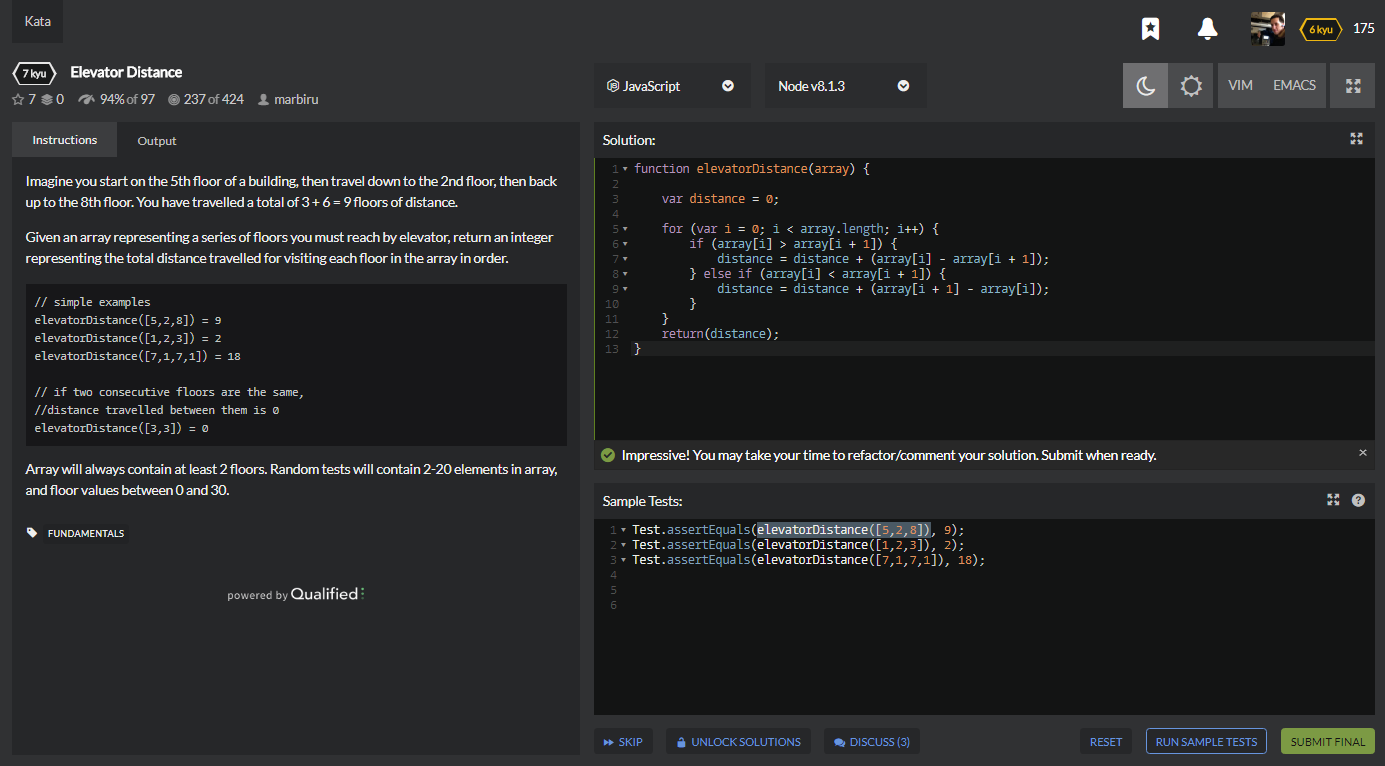 Kata
6 kyu 175
7 kyu Elevator Distance
7 0 94% of 97 237 of 424 marbiru
JavaScript Node v8.1.3 VIM EMACS
Instructions Output
Imagine you start on the 5th floor of a building, then travel down to the 2nd floor, then back
up to the 8th floor. You have travelled a total of 3 + 6 = 9 floors of distance.
Given an array representing a series of floors you must reach by elevator, return an integer
representing the total distance travelled for visiting each floor in the array in order.
// simple examples
elevatorDistance([5,2,8]) = 9
elevatorDistance([1,2,3]) = 2
elevatorDistance([7,1,7,1]) = 18
// if two consecutive floors are the same,
//distance travelled between them is 0
elevatorDistance([3,3]) = 0
Array will always contain at least 2 floors. Random tests will contain 2-20 elements in array,
and floor values between 0 and 30.
FUNDAMENTALS
powered by Qualified
Solution:
1 function elevatorDistance(array) {
2
3 var distance = 0;
4
5 for (var i = 0; i < array.length; i++) {
6 if (array[i] > array[i + 1]) {
7 distance = distance + (array[i] - array[i + 1]);
8 } else if (array[i] < array[i + 1]) {
9 distance = distance + (array[i + 1] - array[i]);
10 }
11 }
12 return(distance);
13 }
Impressive! You may take your time to refactor/comment your solution. Submit when ready. ×
Sample Tests:
1 Test.assertEquals(elevatorDistance([5,2,8]), 9);
2 Test.assertEquals(elevatorDistance([1,2,3]), 2);
3 Test.assertEquals(elevatorDistance([7,1,7,1]), 18);
4
5
6
SKIP UNLOCK SOLUTIONS DISCUSS (3) RESET RUN SAMPLE TESTS SUBMIT FINAL